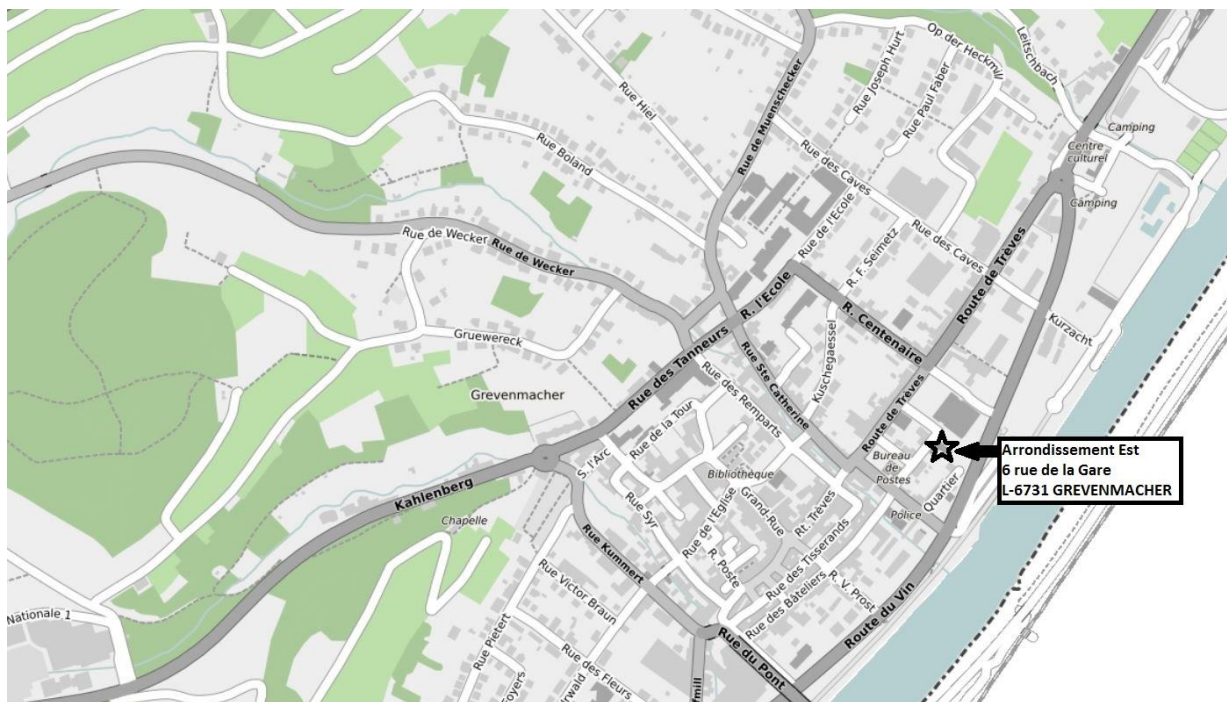 Op der Heckmill
Leitschbach
Rue Joseph Hurt
Rue Paul Faber
Rue de Muenschecker
Rue Hiel
Rue Boland
Camping
Centre
culturel
Camping
Rue des Caves
Rue de l'Ecole
Rue des Caves
R. F. Seimetz
Route de Trèves
Rue de Wecker
Rue de Wecker
R. l'Ecole
R. Centenaire
Kurzacht
Gruewereck
Rue des Tanneurs
Kuschegaessel
Rue Ste Catherine
Grevenmacher
Rue des Remparts
Route de Trèves
Rue de la Tour
S. l'Arc
Bibliothèque
Bureau
de
Postes
Arrondissement Est
6 rue de la Gare
L-6731 GREVENMACHER
Quartier
Police
Kahlenberg
Chapelle
Rue Syr
Rue de l'Eglise
Grand-Rue
Rt. Trèves
Rue Kummert
R. Poste
Rue des Tisserands
Rue des Bâteliers
R. V. Prost
Route du Vin
Rue Victor Braun
Nationale 1
Rue Pietert
Rue du Pont
Rue des Fleurs
Foyers
irwald
fmill